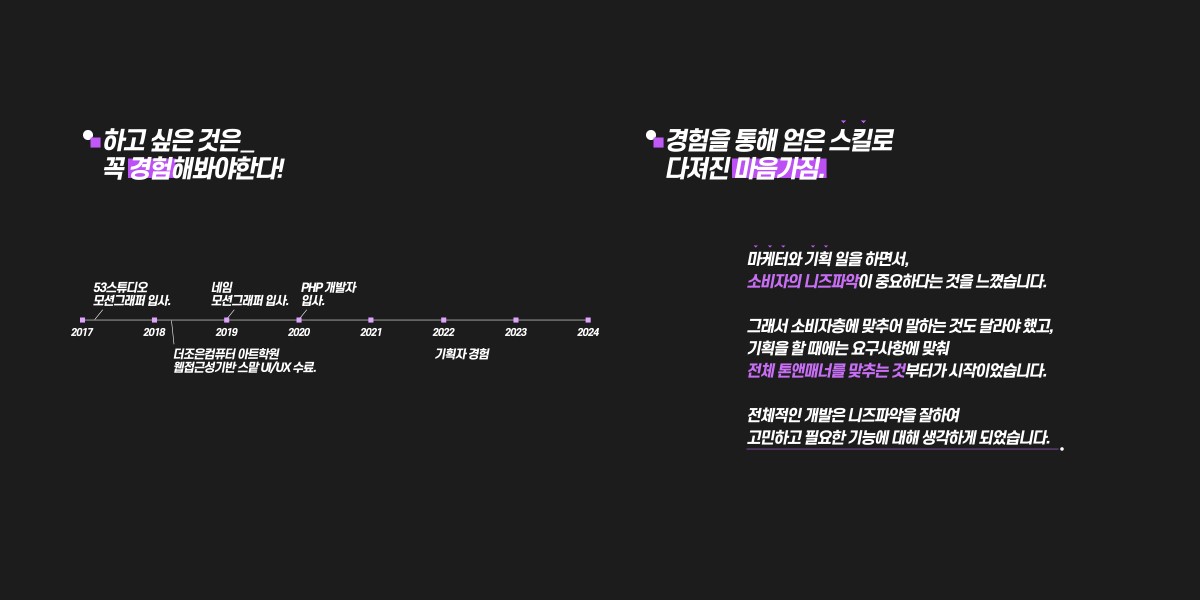 하고 싶은 것은_
꼭 경험해봐야한다!
53스튜디오
모션그래퍼 입사.
네임
모션그래퍼 입사.
PHP 개발자
입사.
2017 2018 2019 2020 2021 2022 2023 2024
더조은컴퓨터 아트학원
웹접근성기반 스맡 UI/UX 수료.
기획자 경험
경험을 통해 얻은 스킬로
다져진 마음가짐.
마케터와 기획 일을 하면서,
소비자의 니즈파악이 중요하다는 것을 느꼈습니다.
그래서 소비자층에 맞추어 말하는 것도 달라야 했고,
기획을 할 때에는 요구사항에 맞춰
전체 톤앤매너를 맞추는 것부터가 시작이었습니다.
전체적인 개발은 니즈파악을 잘하여
고민하고 필요한 기능에 대해 생각하게 되었습니다.